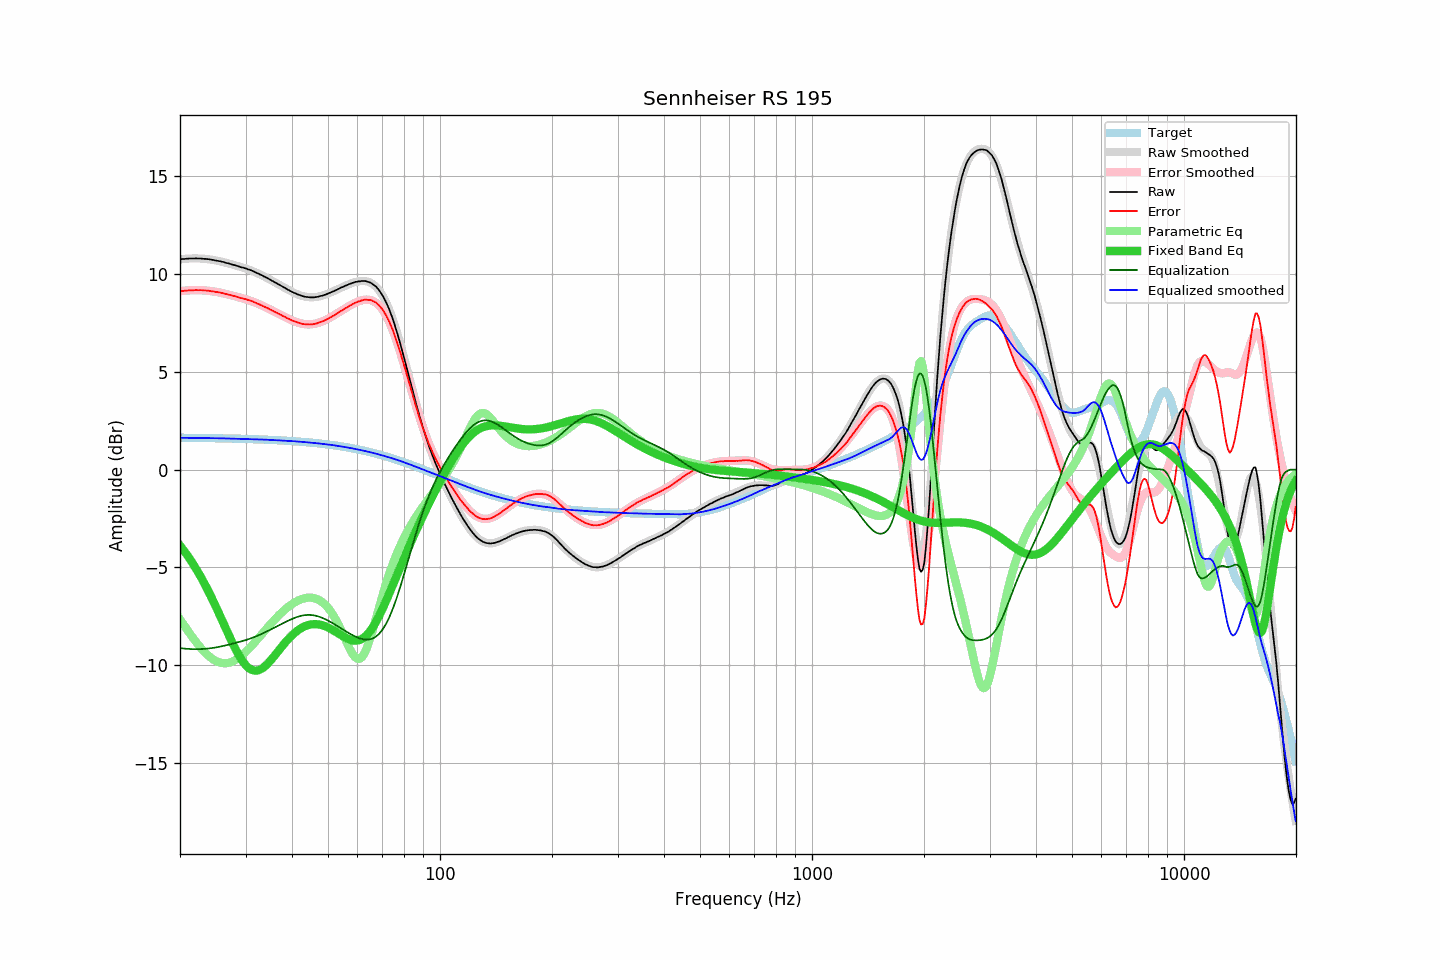 Sennheiser RS 195
Target
Raw Smoothed
Error Smoothed
Raw
Error
Parametric Eq
Fixed Band Eq
Equalization
Equalized smoothed
15
10
5
0
−5
−10
−15
Amplitude (dBr)
100
1000
10000
Frequency (Hz)